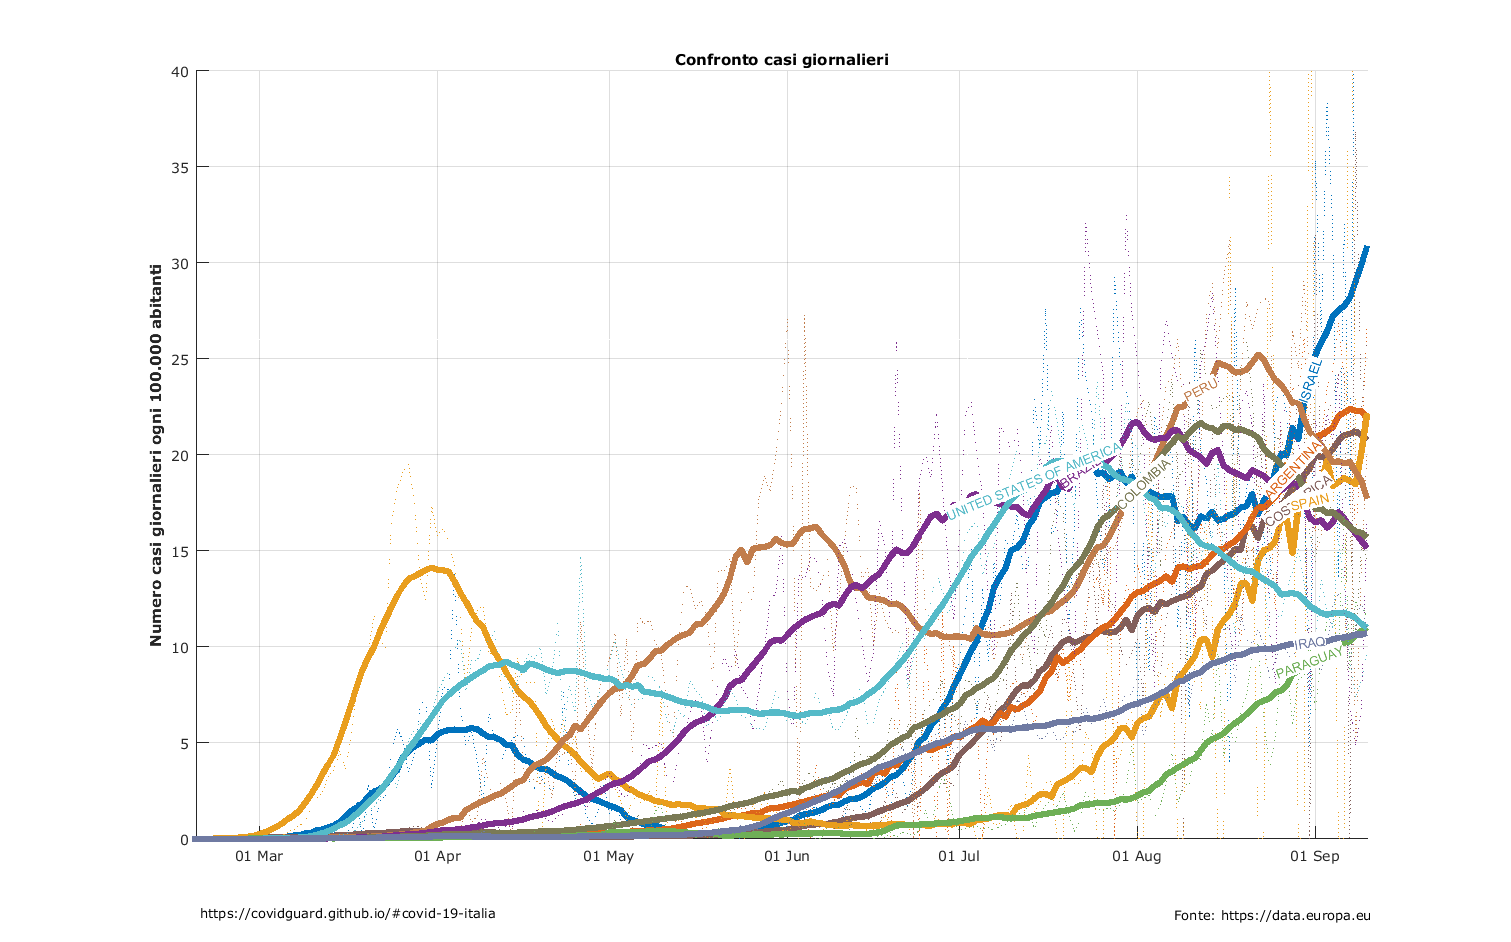 Confronto casi giornalieri
Numero casi giornalieri ogni 100.000 abitanti
40
35
30
25
20
15
10
5
0
01 Mar
01 Apr
01 May
01 Jun
01 Jul
01 Aug
01 Sep
PERU
ISRAEL
UNITED STATES OF AMERICA
COLOMBIA
ARGENTINA
SPAIN
IRAQ
PARAGUAY
https://covidguard.github.io/#covid-19-italia
Fonte: https://data.europa.eu